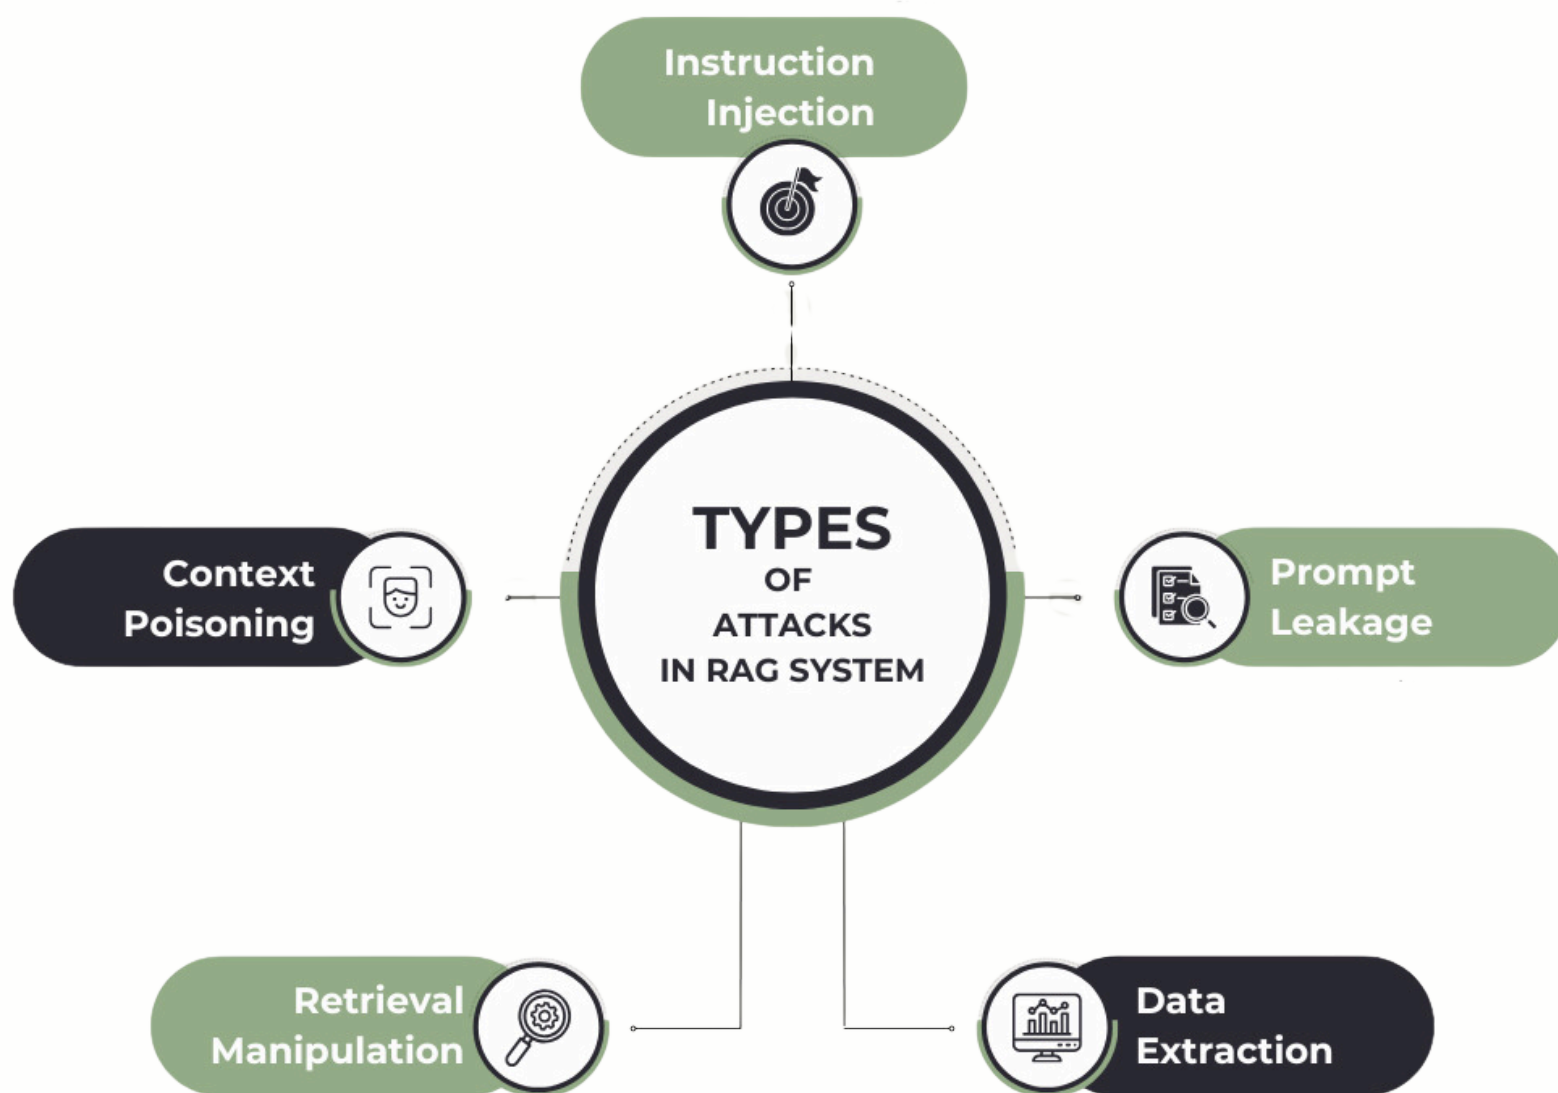 Instruction
Injection
TYPES
OF
ATTACKS
IN RAG SYSTEM
Context
Poisoning
Prompt
Leakage
Retrieval
Manipulation
Data
Extraction